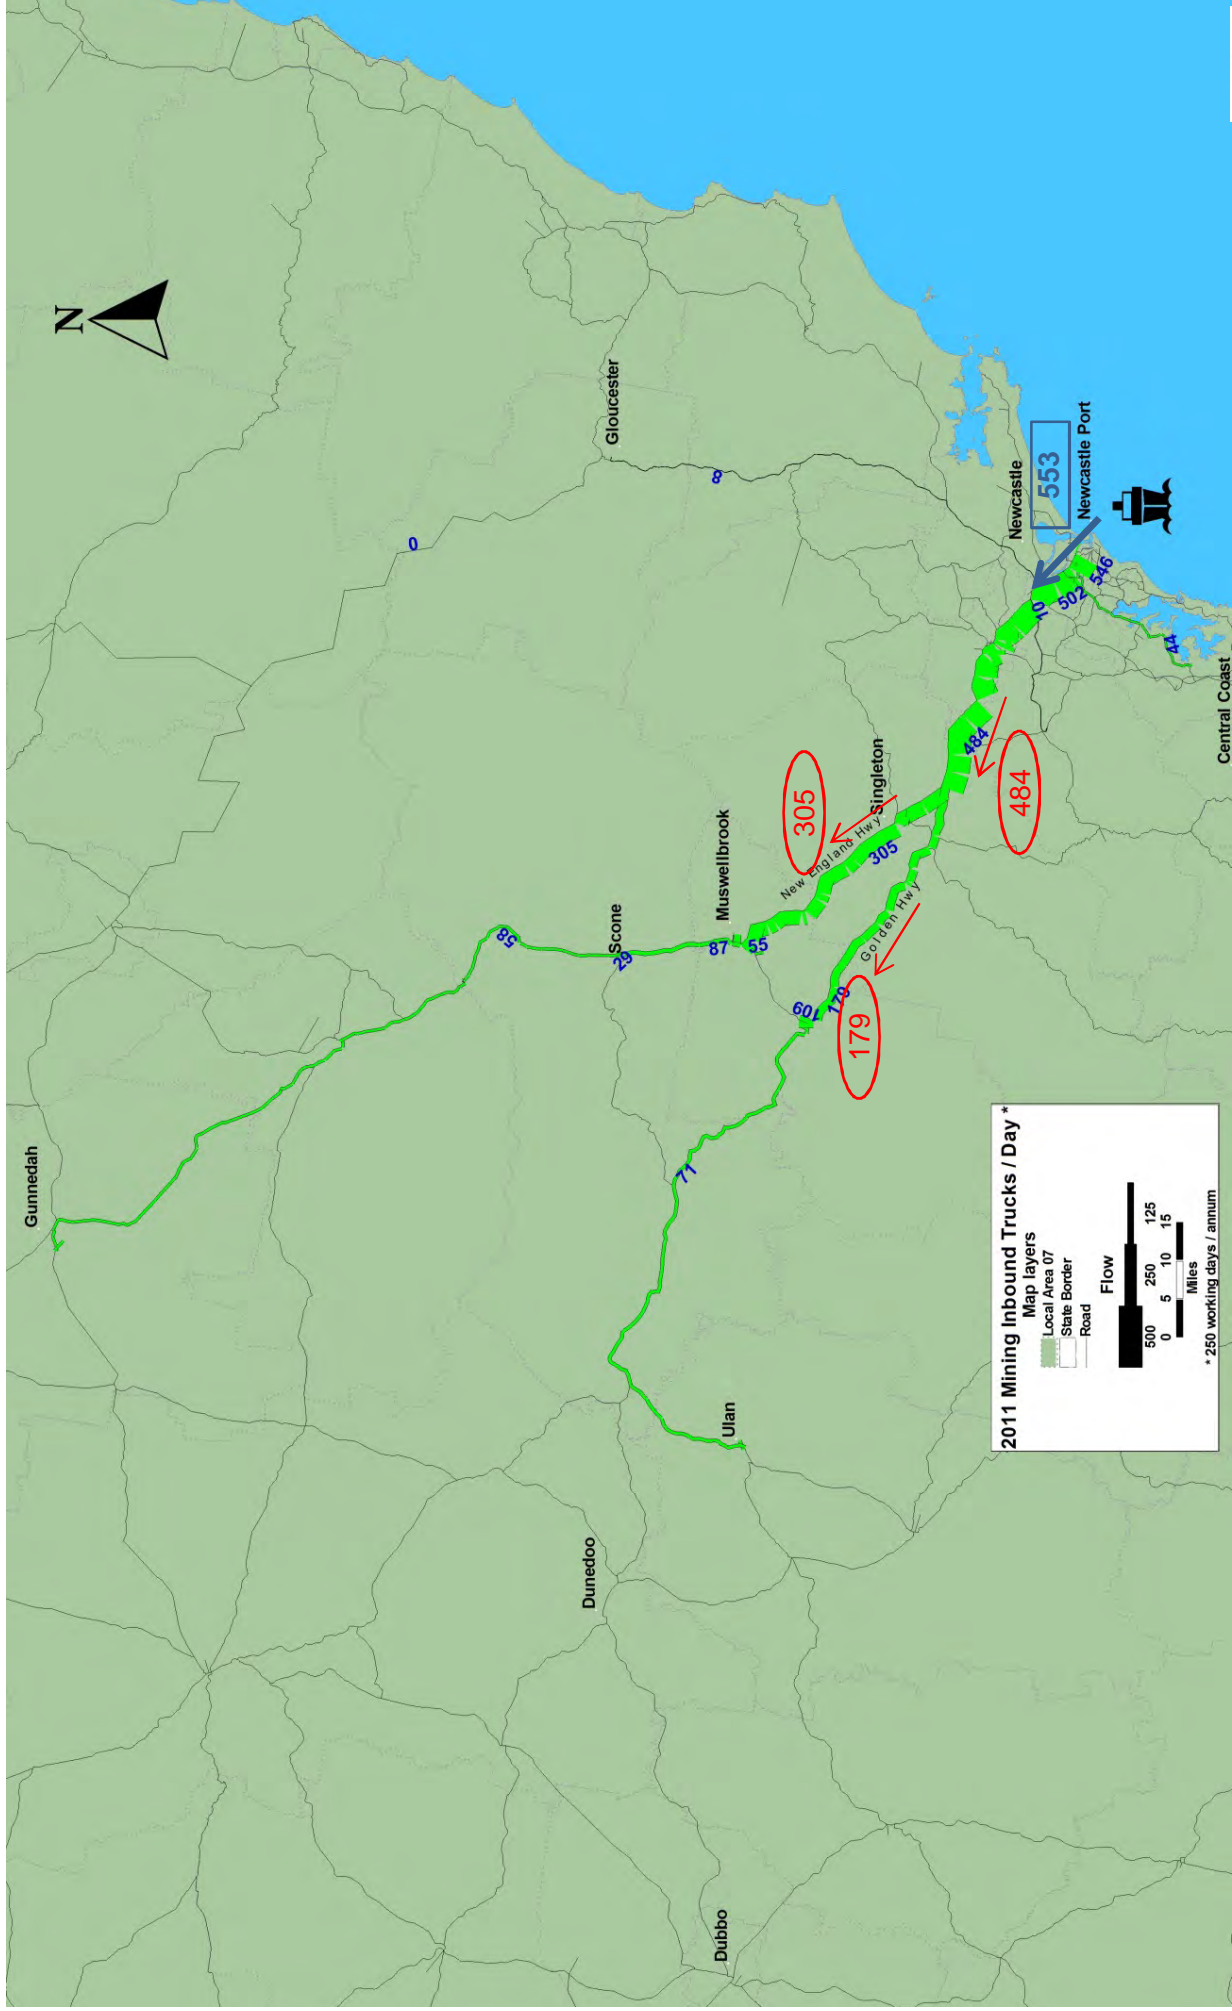 N
Gunnedah
0
Gloucester
8
58
Scone
29
Muswellbrook
87
55
305
New England Hwy
305
Singleton
Golden Hwy
109
179
179
71
484
484
Newcastle
553
Newcastle Port
10
502
546
44
Central Coast
Ulan
Dunedoo
Dubbo
2011 Mining Inbound Trucks / Day *
Map layers
Local Area 07
State Border
Road
Flow
500 250 125
0 5 10 15
Miles
* 250 working days / annum